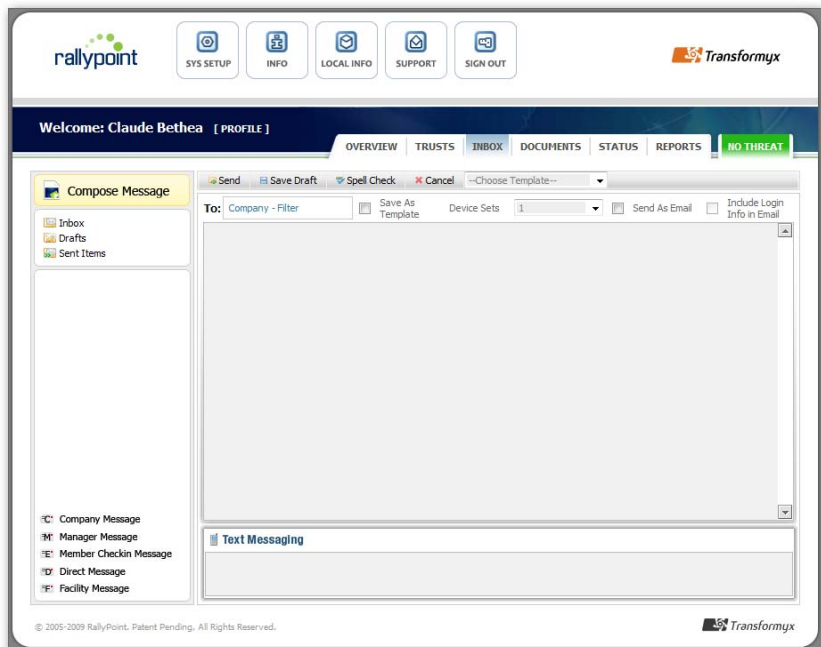 rallypoint
SYS SETUP
INFO
LOCAL INFO
SUPPORT
SIGN OUT
Transformyx
Welcome: Claude Bethea [ PROFILE ]
OVERVIEW TRUSTS INBOX DOCUMENTS STATUS REPORTS NO THREAT
Compose Message
Inbox
Drafts
Sent Items
Send Save Draft Spell Check Cancel --Choose Template--
To: Company - Filter Save As Template Device Sets 1 Send As Email Include Login Info in Email
C Company Message
M Manager Message
E Member Checkin Message
D Direct Message
F Facility Message
Text Messaging
© 2005-2009 RallyPoint. Patent Pending. All Rights Reserved.
Transformyx